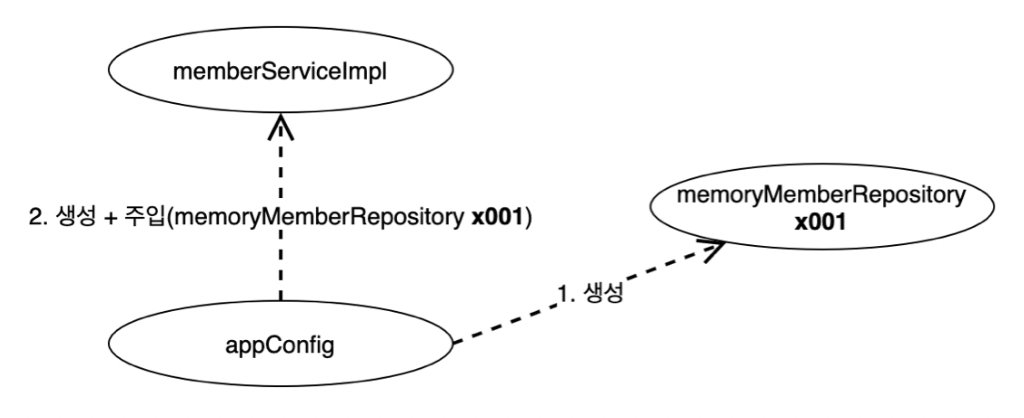 memberServiceImpl
memoryMemberRepository
x001
2. 생성 + 주입(memoryMemberRepository x001)
1. 생성
appConfig